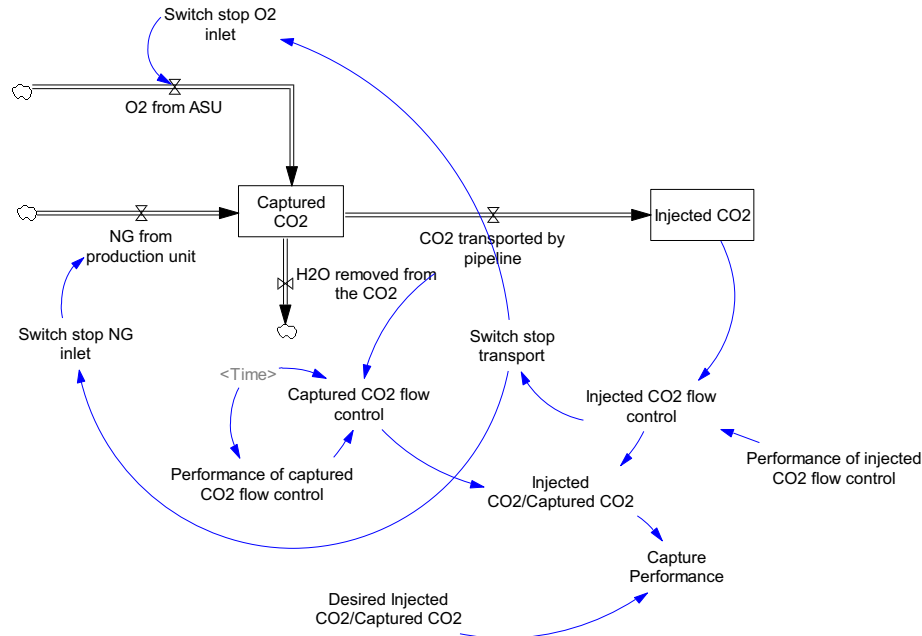 Switch stop O2
inlet
O2 from ASU
Captured
CO2
Injected CO2
NG from
production unit
CO2 transported by
pipeline
H2O removed from
the CO2
Switch stop NG
inlet
Switch stop
transport
<Time>
Captured CO2 flow
control
Injected CO2 flow
control
Performance of captured
CO2 flow control
Performance of injected
CO2 flow control
Injected
CO2/Captured CO2
Capture
Performance
Desired Injected
CO2/Captured CO2